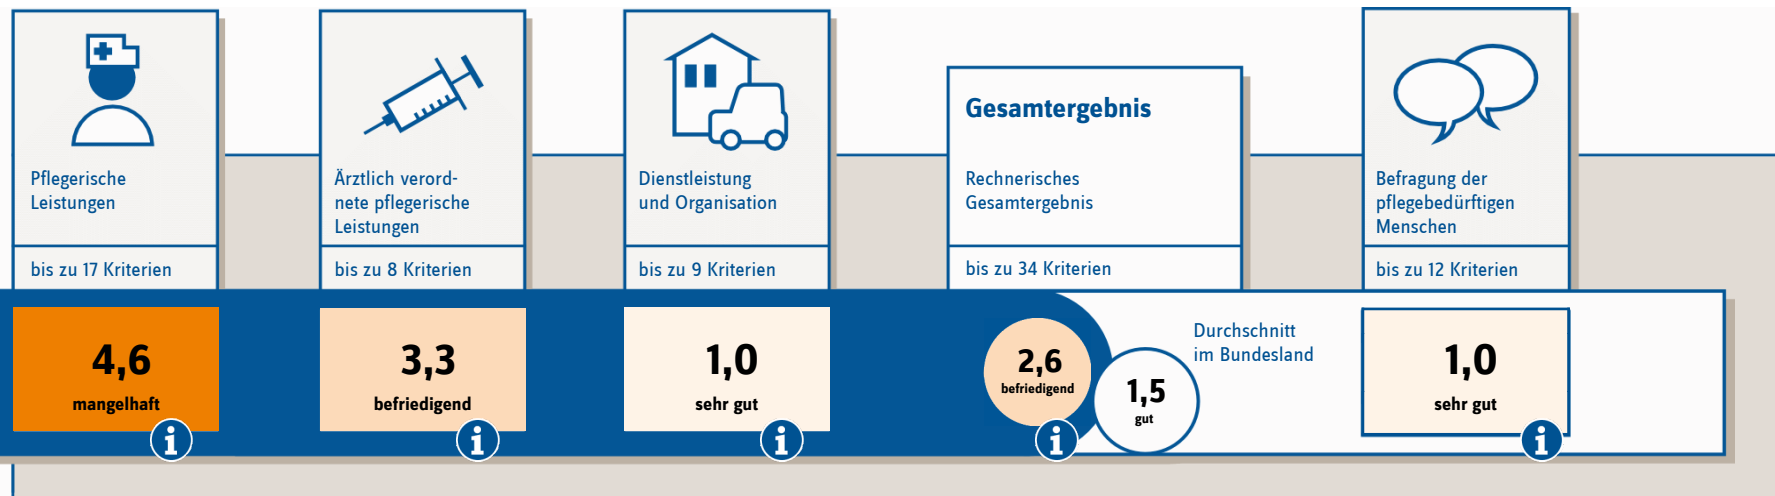 Pflegerische
Leistungen
bis zu 17 Kriterien
4,6
mangelhaft
i
Ärztlich verord-
nete pflegerische
Leistungen
bis zu 8 Kriterien
3,3
befriedigend
i
Dienstleistung
und Organisation
bis zu 9 Kriterien
1,0
sehr gut
i
Gesamtergebnis
Rechnerisches
Gesamtergebnis
bis zu 34 Kriterien
2,6
befriedigend
i
1,5
gut
Durchschnitt
im Bundesland
Befragung der
pflegebedürftigen
Menschen
bis zu 12 Kriterien
1,0
sehr gut
i